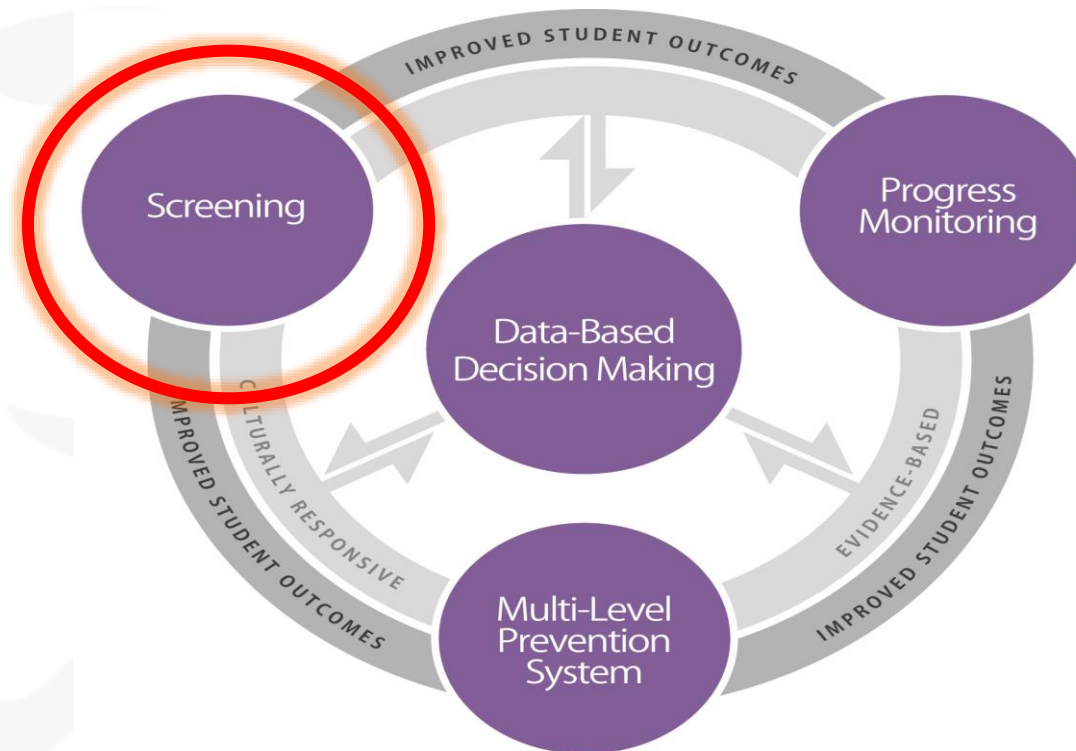 IMPROVED STUDENT OUTCOMES
Screening
Progress
Monitoring
Data-Based
Decision Making
CULTURALLY RESPONSIVE
EVIDENCE-BASED
IMPROVED STUDENT OUTCOMES
IMPROVED STUDENT OUTCOMES
Multi-Level
Prevention
System